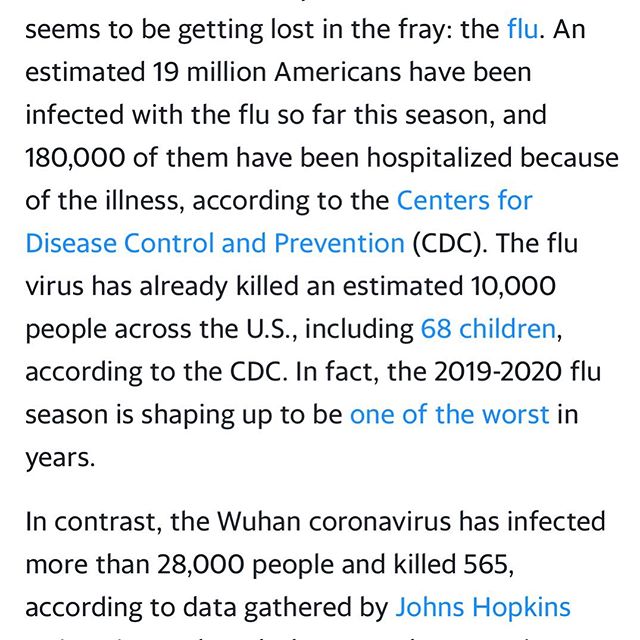 seems to be getting lost in the fray: the flu. An
estimated 19 million Americans have been
infected with the flu so far this season, and
180,000 of them have been hospitalized because
of the illness, according to the Centers for
Disease Control and Prevention (CDC). The flu
virus has already killed an estimated 10,000
people across the U.S., including 68 children,
according to the CDC. In fact, the 2019-2020 flu
season is shaping up to be one of the worst in
years.
In contrast, the Wuhan coronavirus has infected
more than 28,000 people and killed 565,
according to data gathered by Johns Hopkins